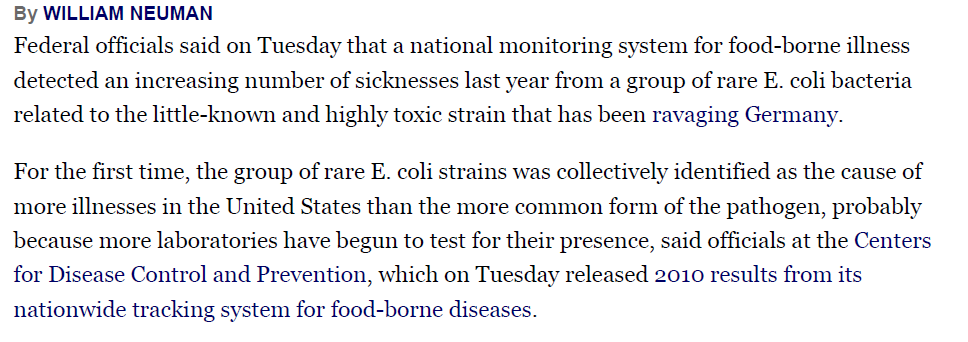 By WILLIAM NEUMAN
Federal officials said on Tuesday that a national monitoring system for food-borne illness
detected an increasing number of sicknesses last year from a group of rare E. coli bacteria
related to the little-known and highly toxic strain that has been ravaging Germany.
For the first time, the group of rare E. coli strains was collectively identified as the cause of
more illnesses in the United States than the more common form of the pathogen, probably
because more laboratories have begun to test for their presence, said officials at the Centers
for Disease Control and Prevention, which on Tuesday released 2010 results from its
nationwide tracking system for food-borne diseases.